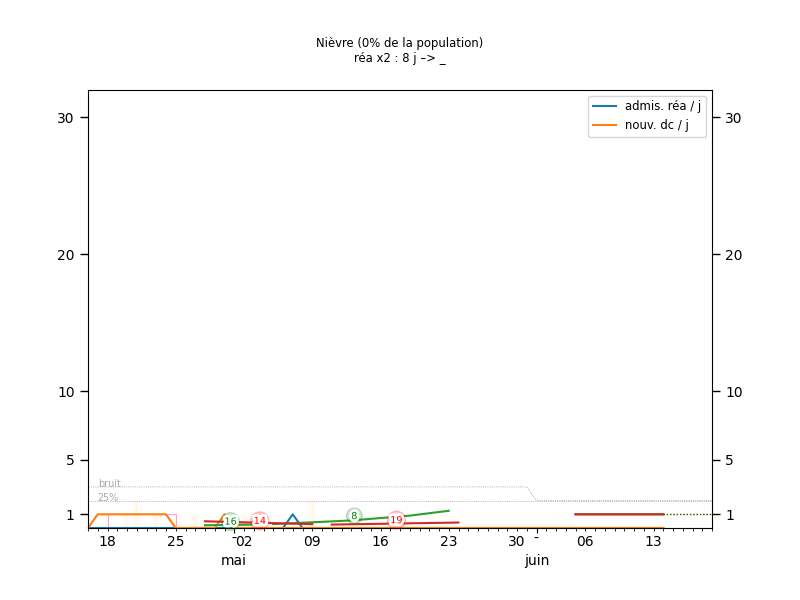 Nièvre (0% de la population)
réa x2 : 8 j –> _
admis. réa / j
nouv. dc / j
30 30
20 20
10 10
5 5
bruit
25%
1 1
16 14 8 19
18 25 02 09 16 23 30 06 13
mai juin